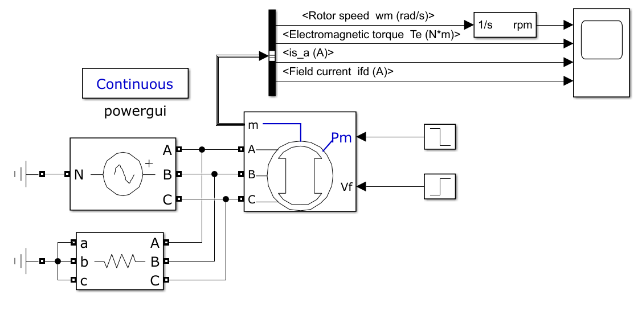 <Rotor speed wm (rad/s)>
1/s rpm
<Electromagnetic torque Te (N*m)>
<is_a (A)>
<Field current ifd (A)>
Continuous
powergui
m
Pm
A A
N + B B
Vf
C C
a A
b B
c C